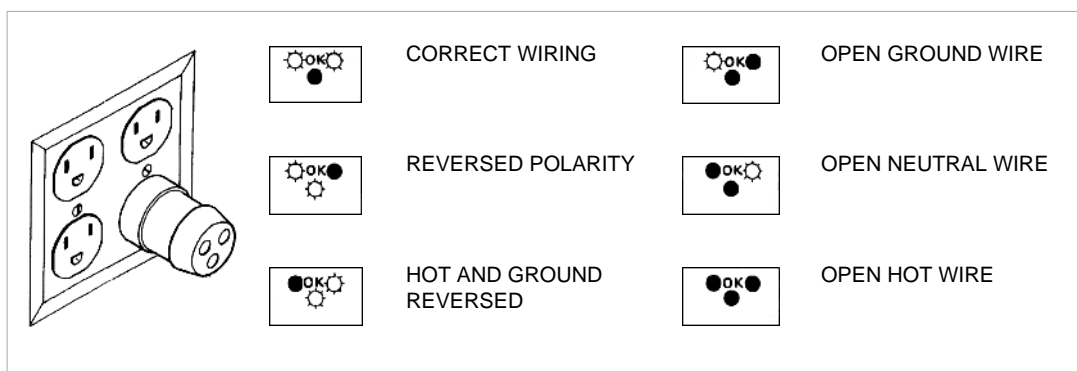 OK CORRECT WIRING
OK OPEN GROUND WIRE
OK REVERSED POLARITY
OK OPEN NEUTRAL WIRE
OK HOT AND GROUND
REVERSED
OK OPEN HOT WIRE